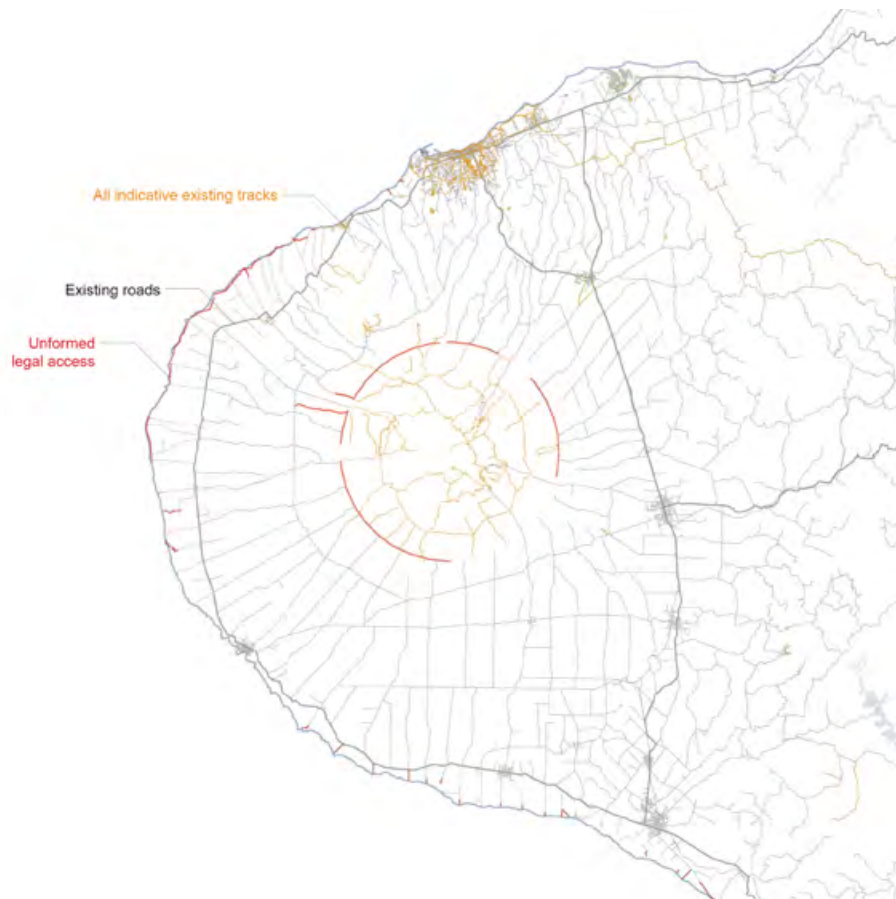 All indicative existing tracks
Existing roads
Unformed
legal access